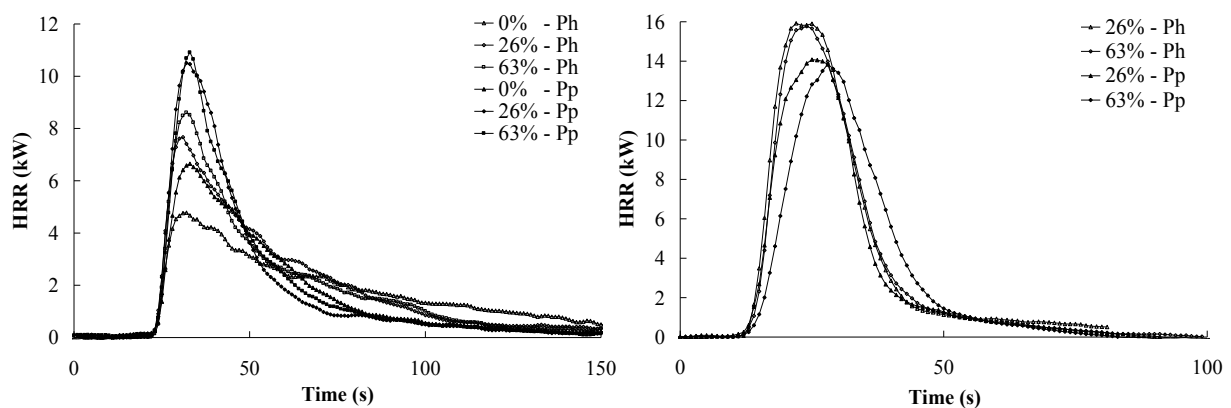 12
10
8
6
4
2
0
HRR (kW)
0% - Ph
26% - Ph
63% - Ph
0% - Pp
26% - Pp
63% - Pp
0 50 100 150
Time (s)
16
14
12
10
8
6
4
2
0
HRR (kW)
26% - Ph
63% - Ph
26% - Pp
63% - Pp
0 50 100
Time (s)